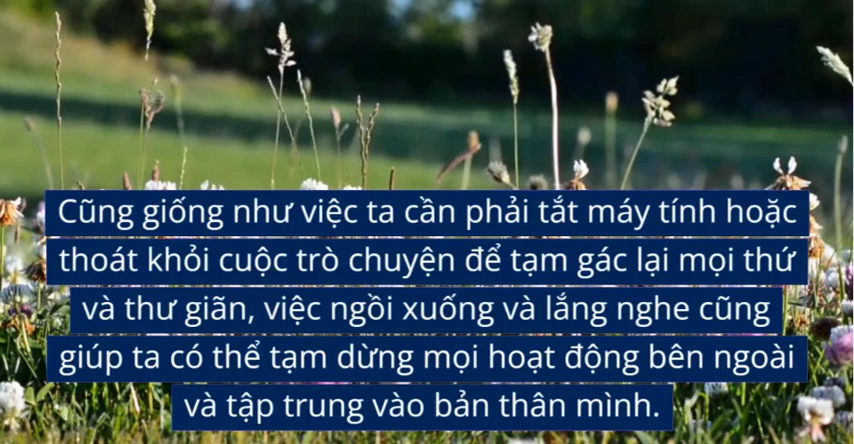 Cũng giống như việc ta cần phải tắt máy tính hoặc
thoát khỏi cuộc trò chuyện để tạm gác lại mọi thứ
và thư giãn, việc ngồi xuống và lắng nghe cũng
giúp ta có thể tạm dừng mọi hoạt động bên ngoài
và tập trung vào bản thân mình.